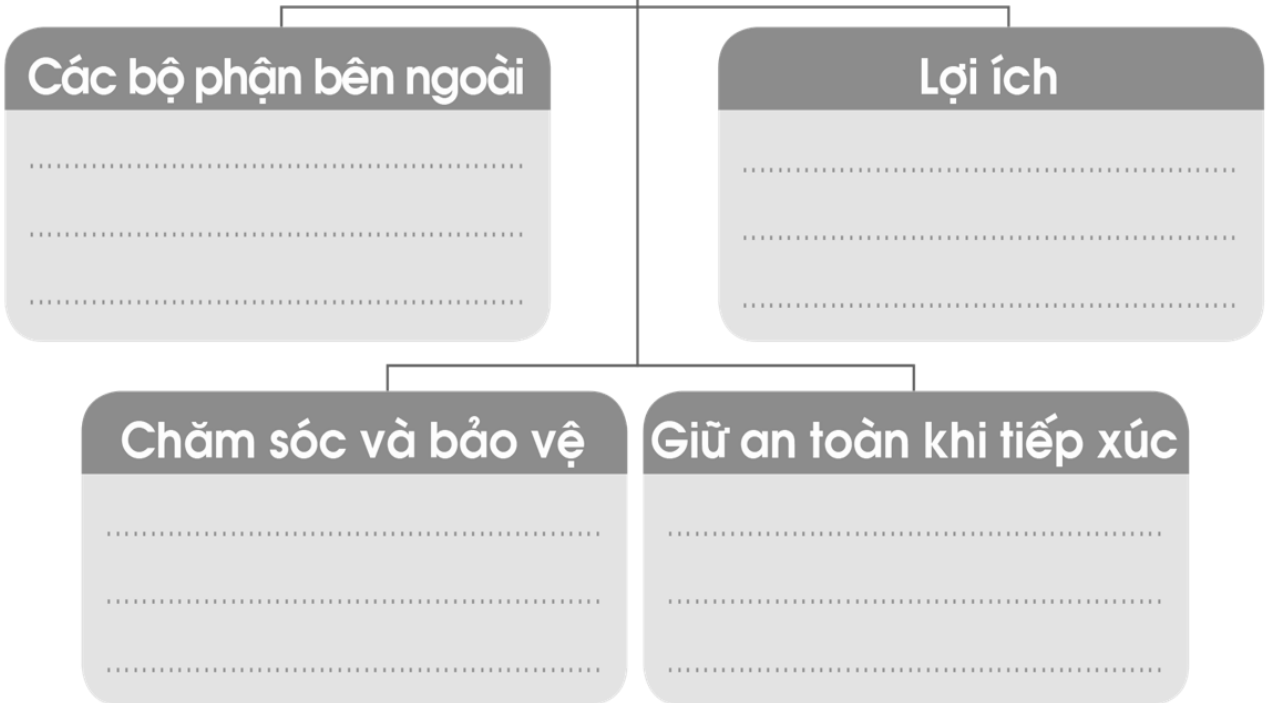 Các bộ phận bên ngoài
Lợi ích
Chăm sóc và bảo vệ
Giữ an toàn khi tiếp xúc